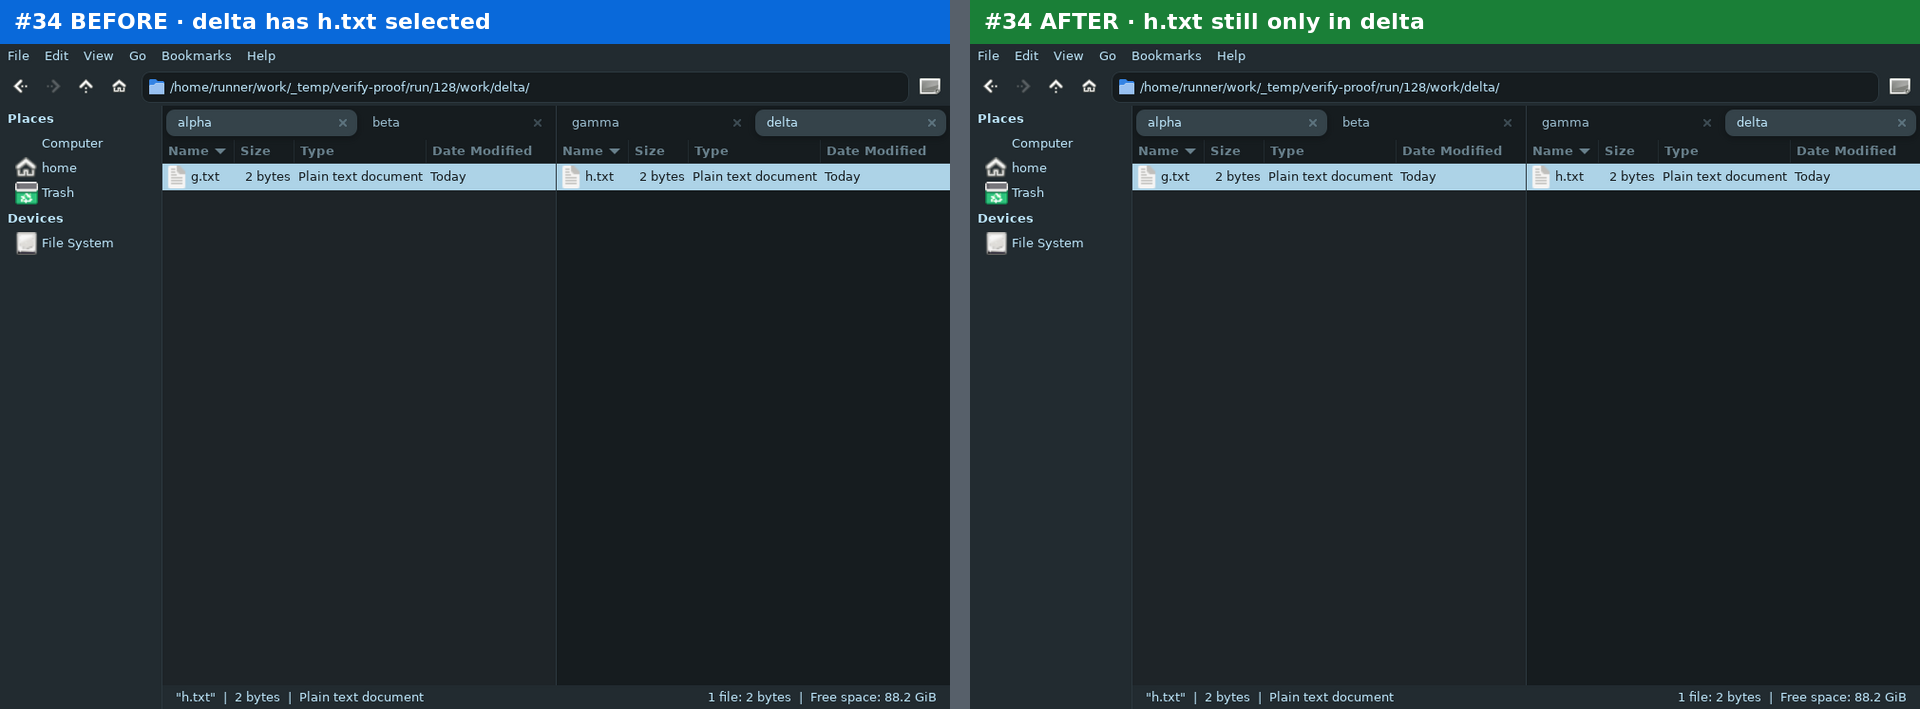 #34 BEFORE · delta has h.txt selected
File Edit View Go Bookmarks Help
/home/runner/work/_temp/verify-proof/run/128/work/delta/
Places
Computer
home
Trash
Devices
File System
alpha beta gamma delta
Name Size Type Date Modified Name Size Type Date Modified
g.txt 2 bytes Plain text document Today h.txt 2 bytes Plain text document Today
"h.txt" | 2 bytes | Plain text document 1 file: 2 bytes | Free space: 88.2 GiB
#34 AFTER · h.txt still only in delta
File Edit View Go Bookmarks Help
/home/runner/work/_temp/verify-proof/run/128/work/delta/
Places
Computer
home
Trash
Devices
File System
alpha beta gamma delta
Name Size Type Date Modified Name Size Type Date Modified
g.txt 2 bytes Plain text document Today h.txt 2 bytes Plain text document Today
"h.txt" | 2 bytes | Plain text document 1 file: 2 bytes | Free space: 88.2 GiB